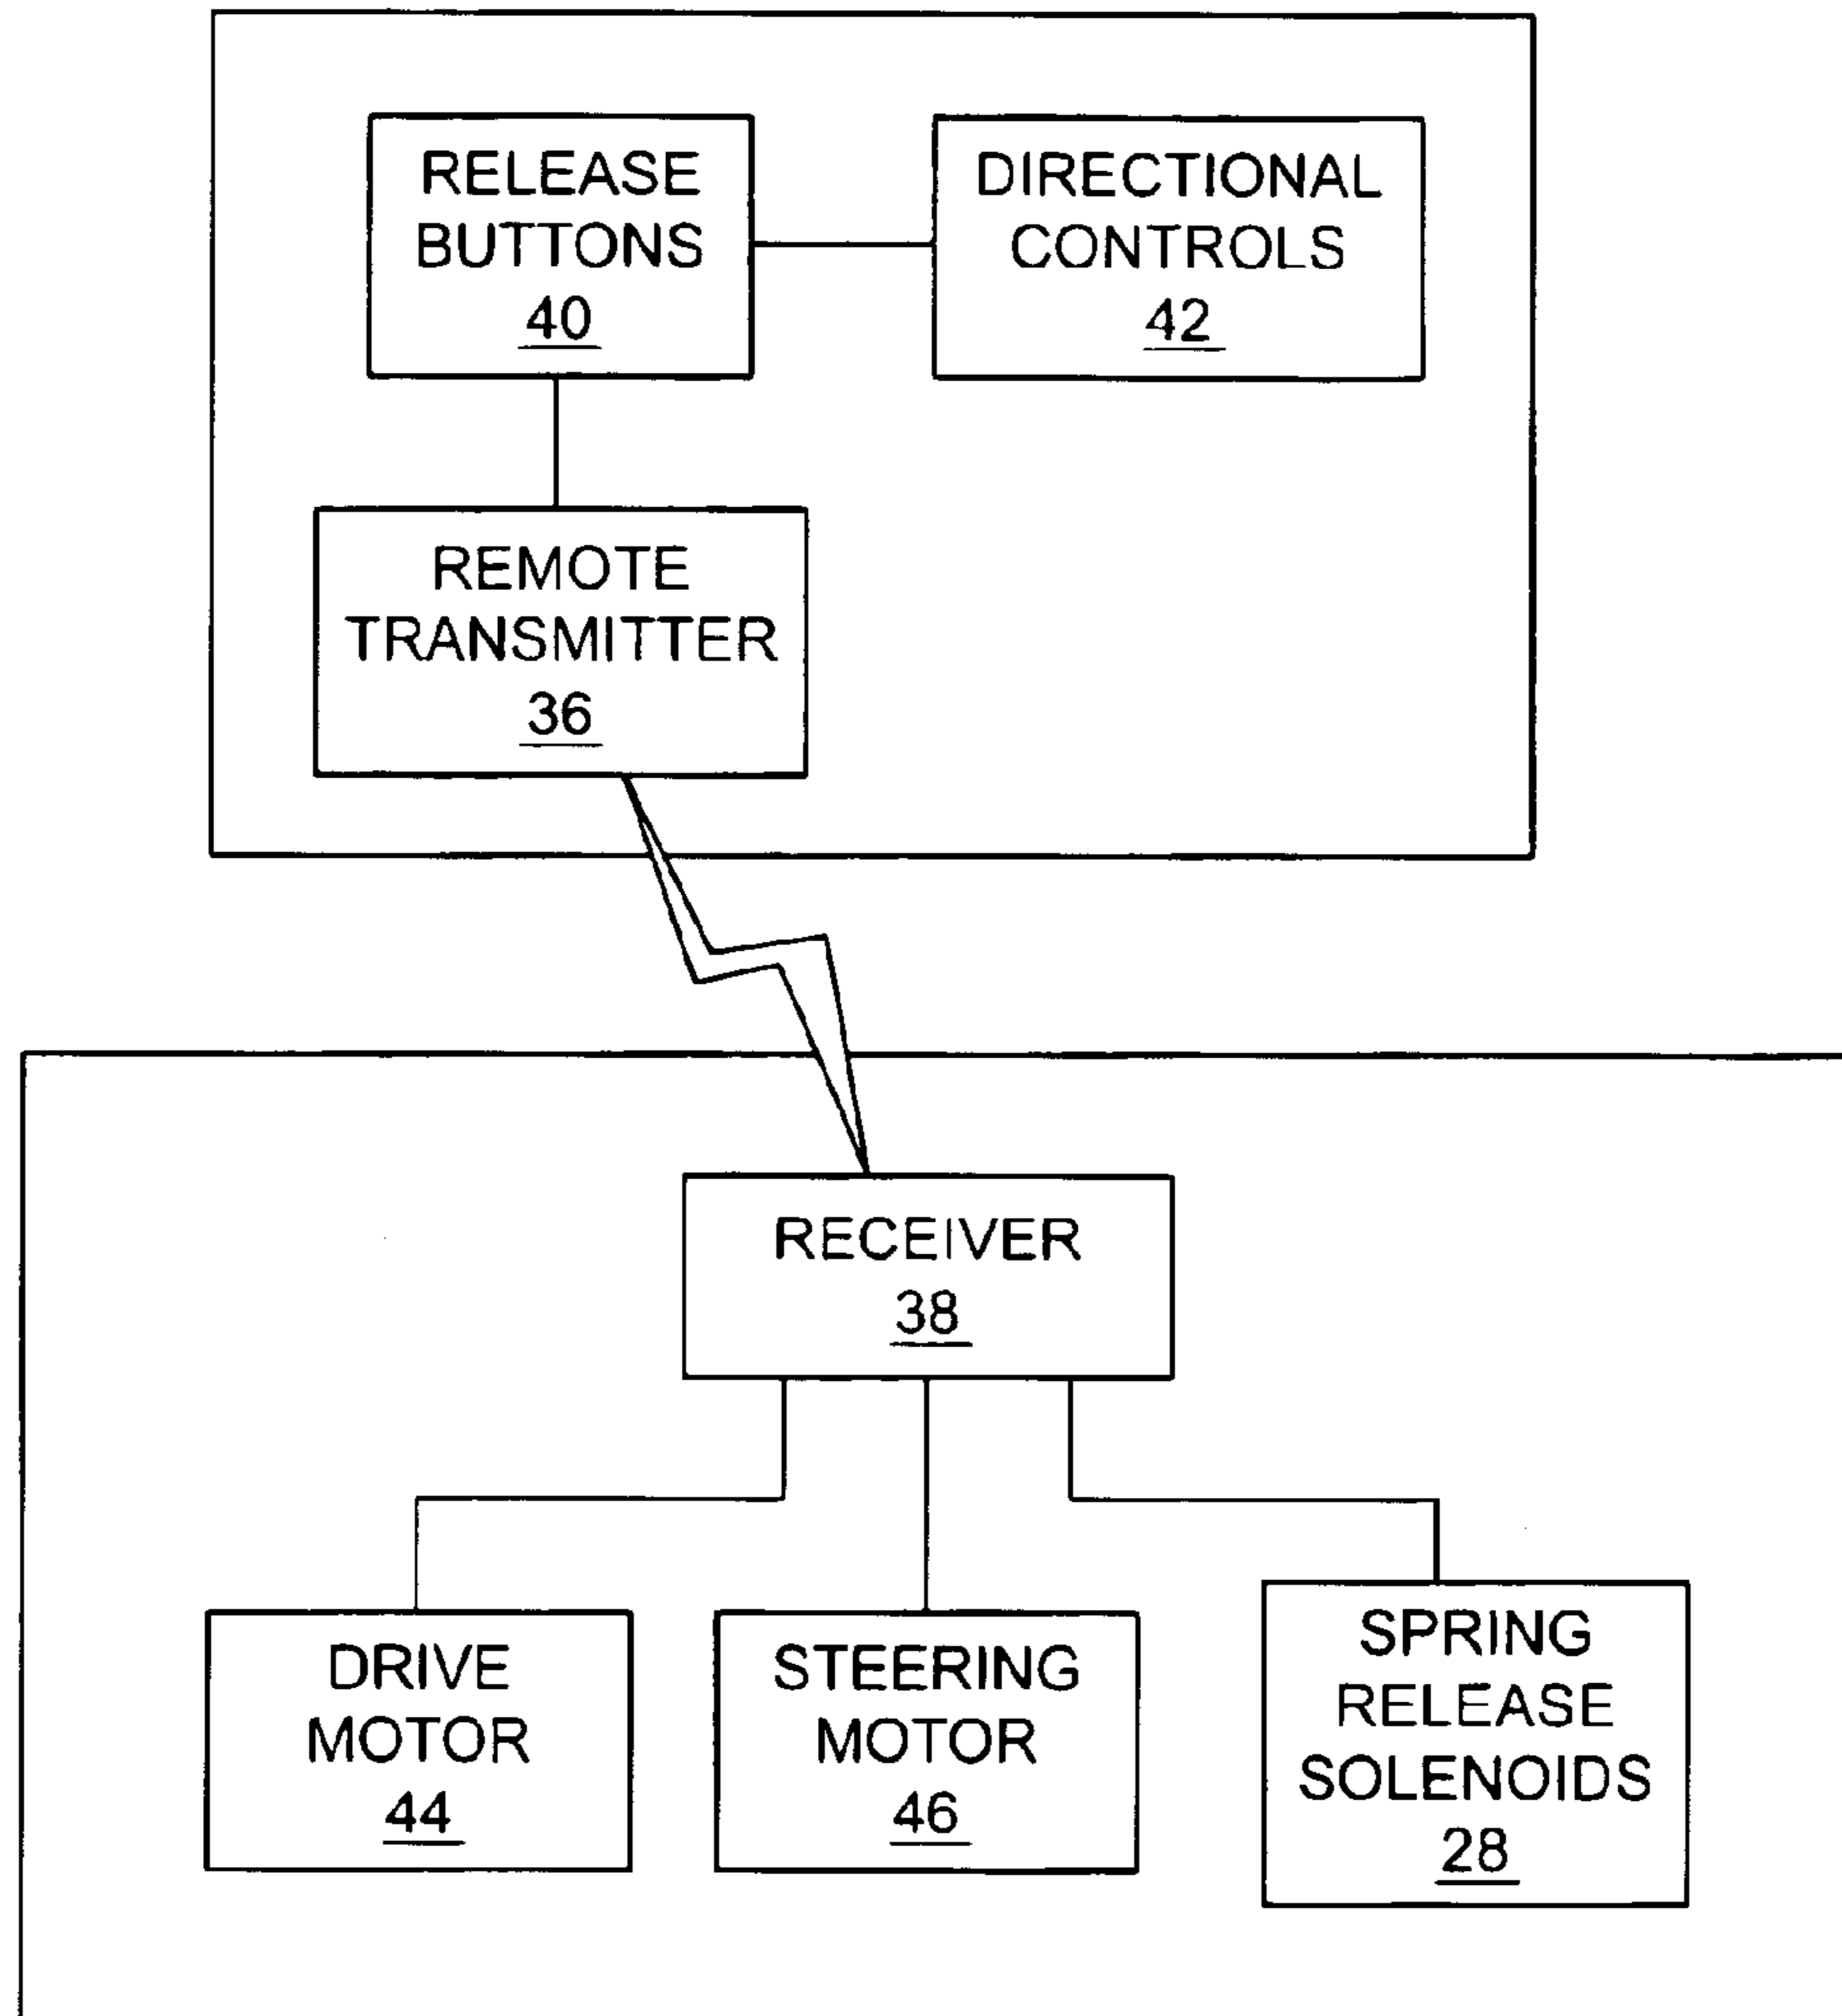 RELEASE
BUTTONS
40
DIRECTIONAL
CONTROLS
42
REMOTE
TRANSMITTER
36
RECEIVER
38
DRIVE
MOTOR
44
STEERING
MOTOR
46
SPRING
RELEASE
SOLENOIDS
28